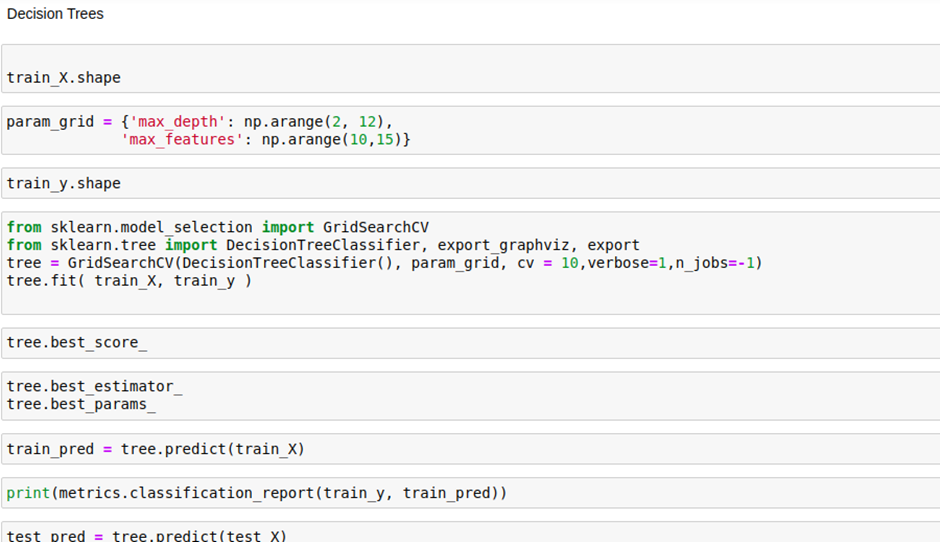 Decision Trees
train_X.shape
param_grid = {'max_depth': np.arange(2, 12),
'max_features': np.arange(10,15)}
train_y.shape
from sklearn.model_selection import GridSearchCV
from sklearn.tree import DecisionTreeClassifier, export_graphviz, export
tree = GridSearchCV(DecisionTreeClassifier(), param_grid, cv = 10,verbose=1,n_jobs=-1)
tree.fit( train_X, train_y )
tree.best_score_
tree.best_estimator_
tree.best_params_
train_pred = tree.predict(train_X)
print(metrics.classification_report(train_y, train_pred))
test_pred = tree.predict(test_X)